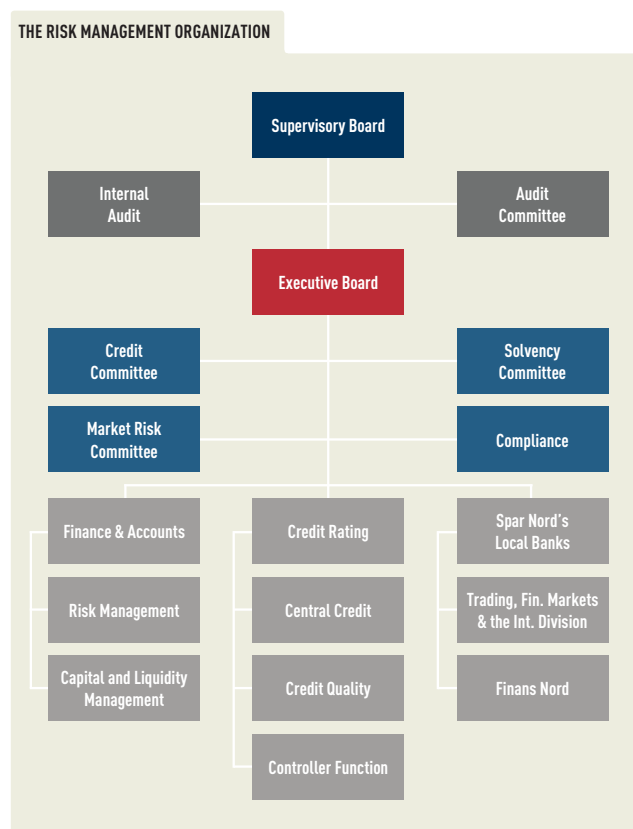 THE RISK MANAGEMENT ORGANIZATION
Supervisory Board
Internal
Audit
Audit
Committee
Executive Board
Credit
Committee
Solvency
Committee
Market Risk
Committee
Compliance
Finance & Accounts
Credit Rating
Spar Nord's
Local Banks
Risk Management
Central Credit
Trading, Fin. Markets
& the Int. Division
Capital and Liquidity
Management
Credit Quality
Finans Nord
Controller Function